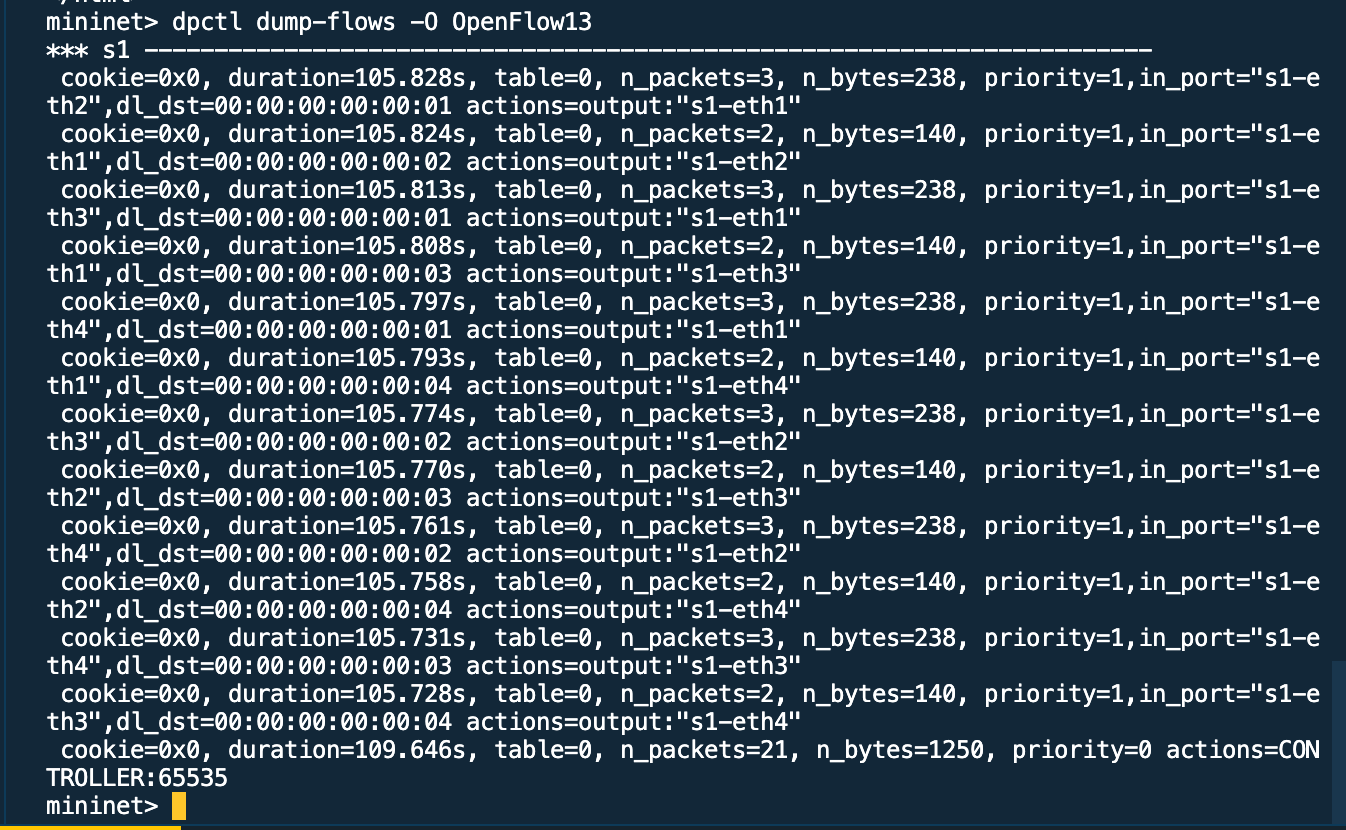 mininet> dpctl dump-flows -O OpenFlow13
*** s1 ------------------------------------------------------------------------
 cookie=0x0, duration=105.828s, table=0, n_packets=3, n_bytes=238, priority=1,in_port="s1-e
th2",dl_dst=00:00:00:00:00:01 actions=output:"s1-eth1"
 cookie=0x0, duration=105.824s, table=0, n_packets=2, n_bytes=140, priority=1,in_port="s1-e
th1",dl_dst=00:00:00:00:00:02 actions=output:"s1-eth2"
 cookie=0x0, duration=105.813s, table=0, n_packets=3, n_bytes=238, priority=1,in_port="s1-e
th3",dl_dst=00:00:00:00:00:01 actions=output:"s1-eth1"
 cookie=0x0, duration=105.808s, table=0, n_packets=2, n_bytes=140, priority=1,in_port="s1-e
th1",dl_dst=00:00:00:00:00:03 actions=output:"s1-eth3"
 cookie=0x0, duration=105.797s, table=0, n_packets=3, n_bytes=238, priority=1,in_port="s1-e
th4",dl_dst=00:00:00:00:00:01 actions=output:"s1-eth1"
 cookie=0x0, duration=105.793s, table=0, n_packets=2, n_bytes=140, priority=1,in_port="s1-e
th1",dl_dst=00:00:00:00:00:04 actions=output:"s1-eth4"
 cookie=0x0, duration=105.774s, table=0, n_packets=3, n_bytes=238, priority=1,in_port="s1-e
th3",dl_dst=00:00:00:00:00:02 actions=output:"s1-eth2"
 cookie=0x0, duration=105.770s, table=0, n_packets=2, n_bytes=140, priority=1,in_port="s1-e
th2",dl_dst=00:00:00:00:00:03 actions=output:"s1-eth3"
 cookie=0x0, duration=105.761s, table=0, n_packets=3, n_bytes=238, priority=1,in_port="s1-e
th4",dl_dst=00:00:00:00:00:02 actions=output:"s1-eth2"
 cookie=0x0, duration=105.758s, table=0, n_packets=2, n_bytes=140, priority=1,in_port="s1-e
th2",dl_dst=00:00:00:00:00:04 actions=output:"s1-eth4"
 cookie=0x0, duration=105.731s, table=0, n_packets=3, n_bytes=238, priority=1,in_port="s1-e
th4",dl_dst=00:00:00:00:00:03 actions=output:"s1-eth3"
 cookie=0x0, duration=105.728s, table=0, n_packets=2, n_bytes=140, priority=1,in_port="s1-e
th3",dl_dst=00:00:00:00:00:04 actions=output:"s1-eth4"
 cookie=0x0, duration=109.646s, table=0, n_packets=21, n_bytes=1250, priority=0 actions=CON
TROLLER:65535
mininet>